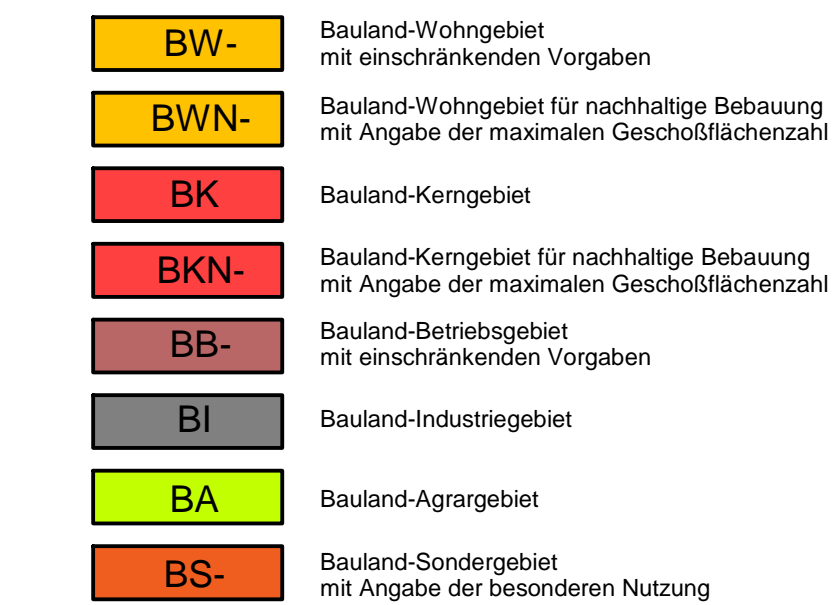 BW-
Bauland-Wohngebiet
mit einschränkenden Vorgaben
BWN-
Bauland-Wohngebiet für nachhaltige Bebauung
mit Angabe der maximalen Geschoßflächenzahl
BK
Bauland-Kerngebiet
BKN-
Bauland-Kerngebiet für nachhaltige Bebauung
mit Angabe der maximalen Geschoßflächenzahl
BB-
Bauland-Betriebsgebiet
mit einschränkenden Vorgaben
BI
Bauland-Industriegebiet
BA
Bauland-Agrargebiet
BS-
Bauland-Sondergebiet
mit Angabe der besonderen Nutzung